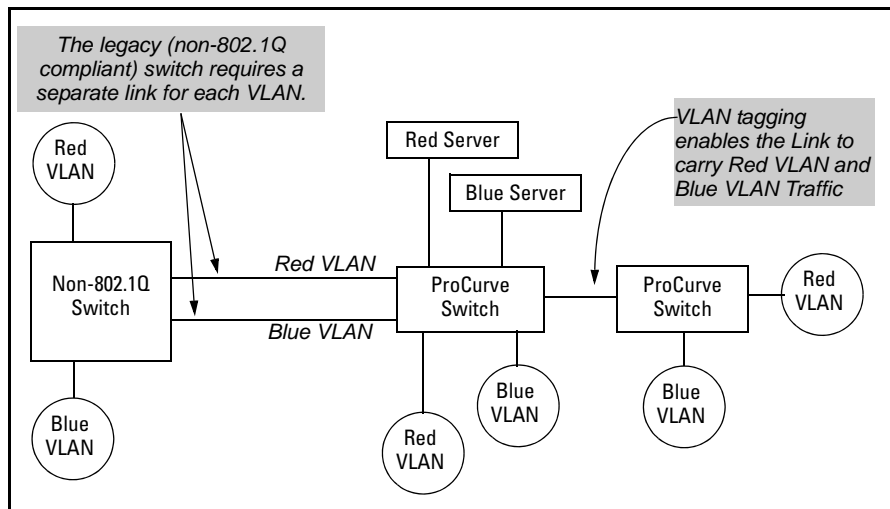 The legacy (non-802.1Q
compliant) switch requires a
separate link for each VLAN.
VLAN tagging
enables the Link to
carry Red VLAN and
Blue VLAN Traffic
Red Server
Blue Server
Red
VLAN
Non-802.1Q
Switch
Red VLAN
Blue VLAN
ProCurve
Switch
ProCurve
Switch
Red
VLAN
Blue
VLAN
Red
VLAN
Blue
VLAN
Blue
VLAN